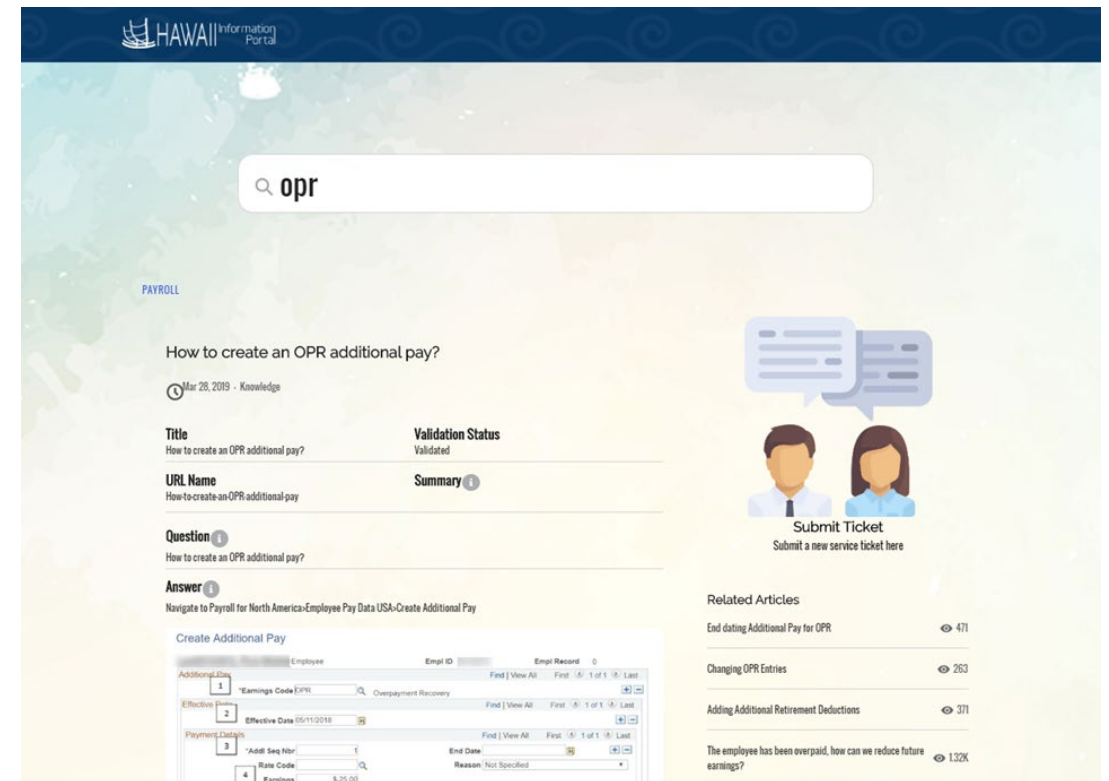 HAWAII Information Portal
opr
PAYROLL
How to create an OPR additional pay?
Mar 28, 2019 · Knowledge
Title
How to create an OPR additional pay?
Validation Status
Validated
URL Name
How-to-create-an-OPR-additional-pay
Summary
Question
How to create an OPR additional pay?
Answer
Navigate to Payroll for North America>Employee Pay Data USA>Create Additional Pay
Create Additional Pay
Employee Empl ID Empl Record 0
Additional Pay Find | View All First 1 of 1 Last
1 *Earnings Code OPR Overpayment Recovery
Effective Date Find | View All First 1 of 1 Last
2 Effective Date 05/11/2018
Payment Details Find | View All First 1 of 1 Last
3 *Addl Seq Nbr 1 End Date
Rate Code Reason Not Specified
4 Earnings $-25.00
Submit Ticket
Submit a new service ticket here
Related Articles
End dating Additional Pay for OPR 471
Changing OPR Entries 263
Adding Additional Retirement Deductions 371
The employee has been overpaid, how can we reduce future 1.32K
earnings?